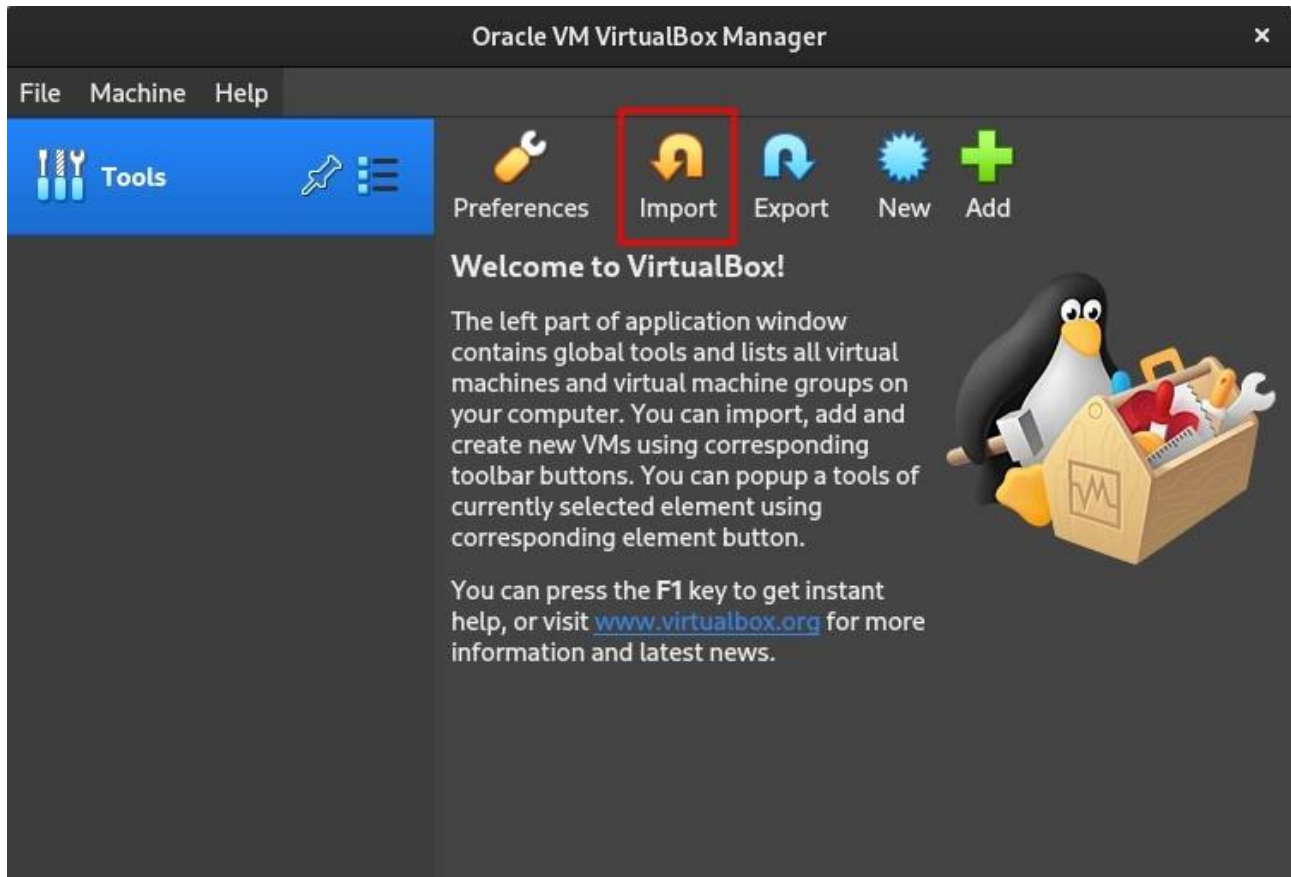 Oracle VM VirtualBox Manager
File Machine Help
Tools
Preferences Import Export New Add
Welcome to VirtualBox!
The left part of application window
contains global tools and lists all virtual
machines and virtual machine groups on
your computer. You can import, add and
create new VMs using corresponding
toolbar buttons. You can popup a tools of
currently selected element using
corresponding element button.
You can press the F1 key to get instant
help, or visit www.virtualbox.org for more
information and latest news.